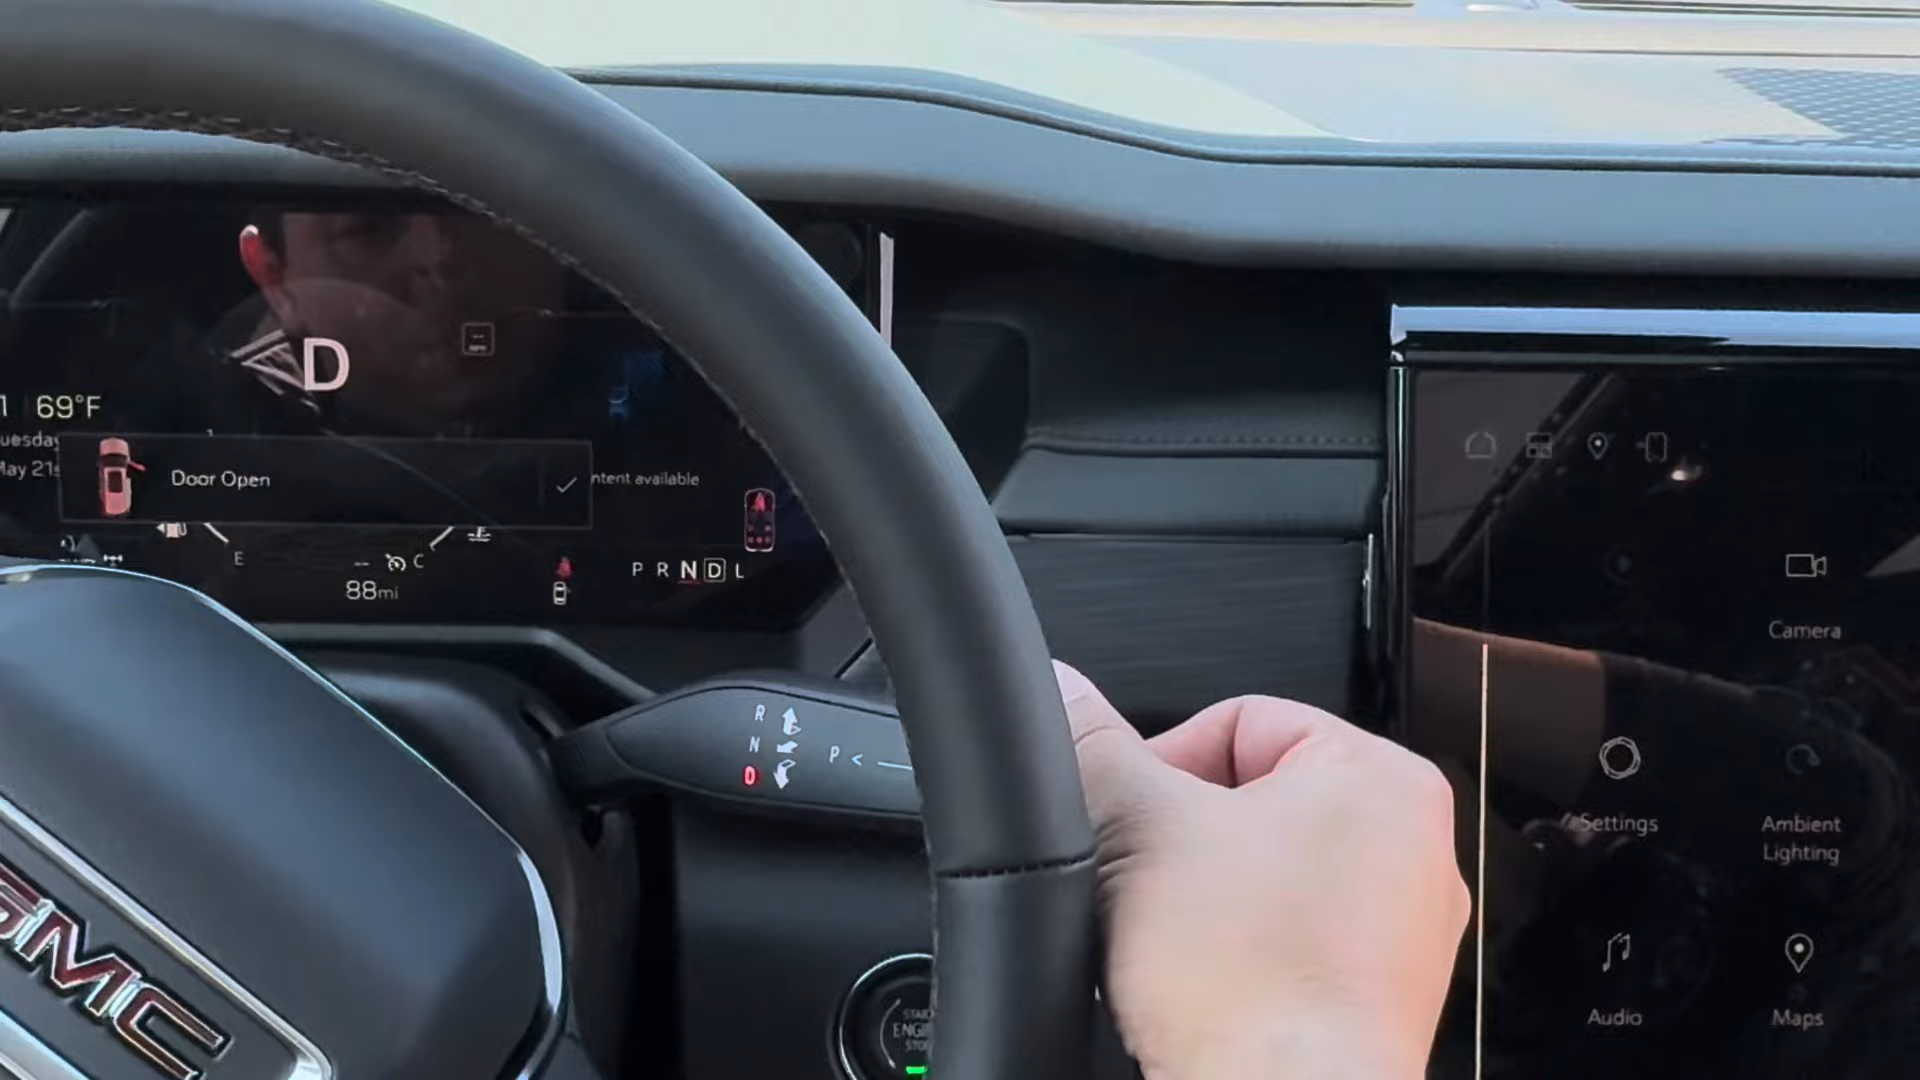 D
69°F
Door Open
ntent available
E
C
88mi
P R N D L
R
N
D
P <
GMC
Camera
Settings
Ambient
Lighting
Audio
Maps